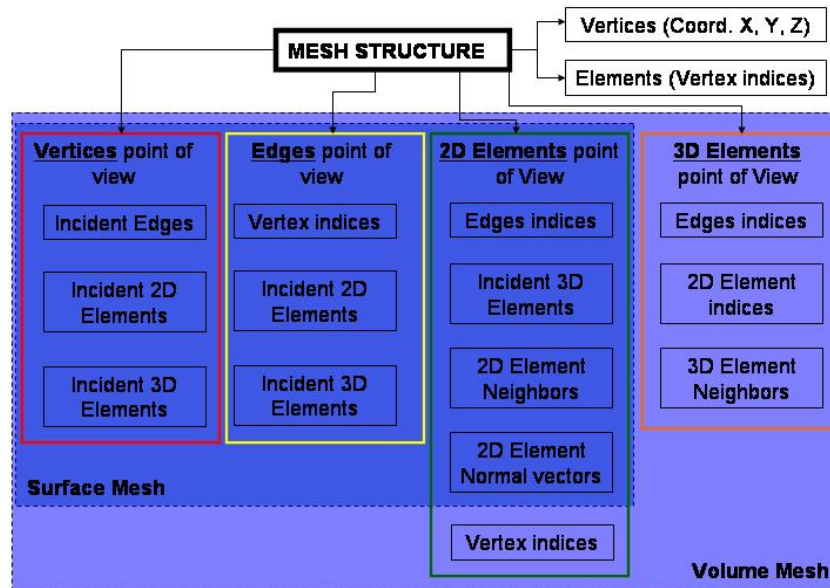 MESH STRUCTURE
Vertices (Coord. X, Y, Z)
Elements (Vertex indices)
Vertices point of
view
Incident Edges
Incident 2D
Elements
Incident 3D
Elements
Edges point of
view
Vertex indices
Incident 2D
Elements
Incident 3D
Elements
2D Elements point
of View
Edges indices
Incident 3D
Elements
2D Element
Neighbors
2D Element
Normal vectors
Vertex indices
3D Elements
point of View
Edges indices
2D Element
indices
3D Element
Neighbors
Surface Mesh
Volume Mesh